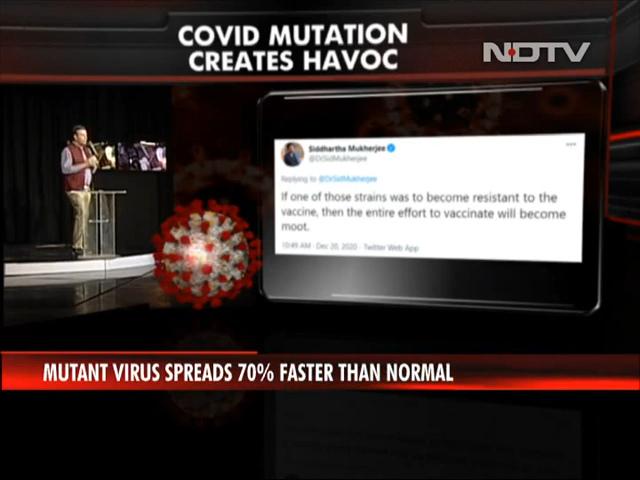 COVID MUTATION
CREATES HAVOC
NDTV
Siddhartha Mukherjee
@DrSidMukherjee
Replying to @DrSidMukherjee
If one of those strains was to become resistant to the
vaccine, then the entire effort to vaccinate will become
moot.
10:49 AM · Dec 20, 2020 · Twitter Web App
MUTANT VIRUS SPREADS 70% FASTER THAN NORMAL